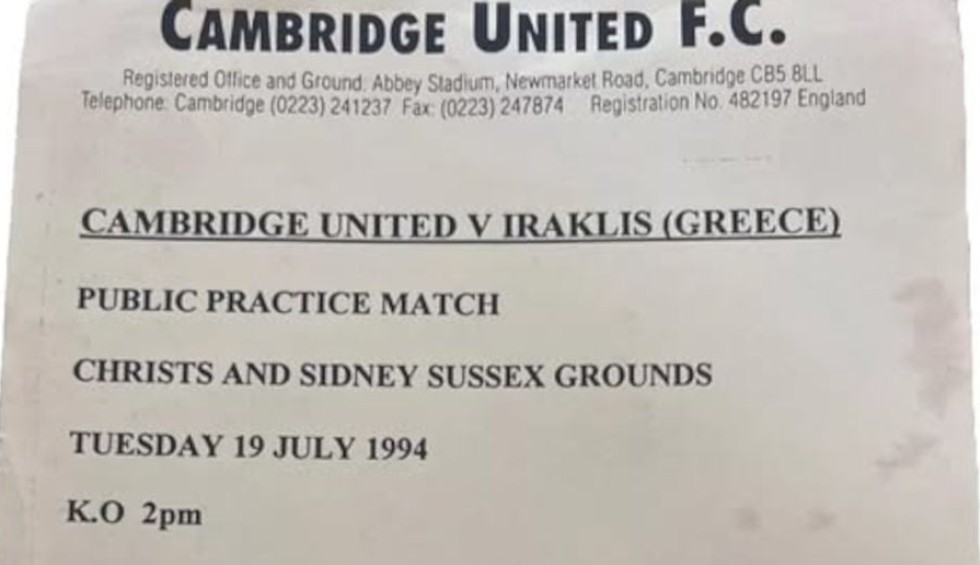 CAMBRIDGE UNITED F.C.
Registered Office and Ground: Abbey Stadium, Newmarket Road, Cambridge CB5 8LL
Telephone: Cambridge (0223) 241237 Fax: (0223) 247874 Registration No. 482197 England
CAMBRIDGE UNITED V IRAKLIS (GREECE)
PUBLIC PRACTICE MATCH
CHRISTS AND SIDNEY SUSSEX GROUNDS
TUESDAY 19 JULY 1994
K.O 2pm